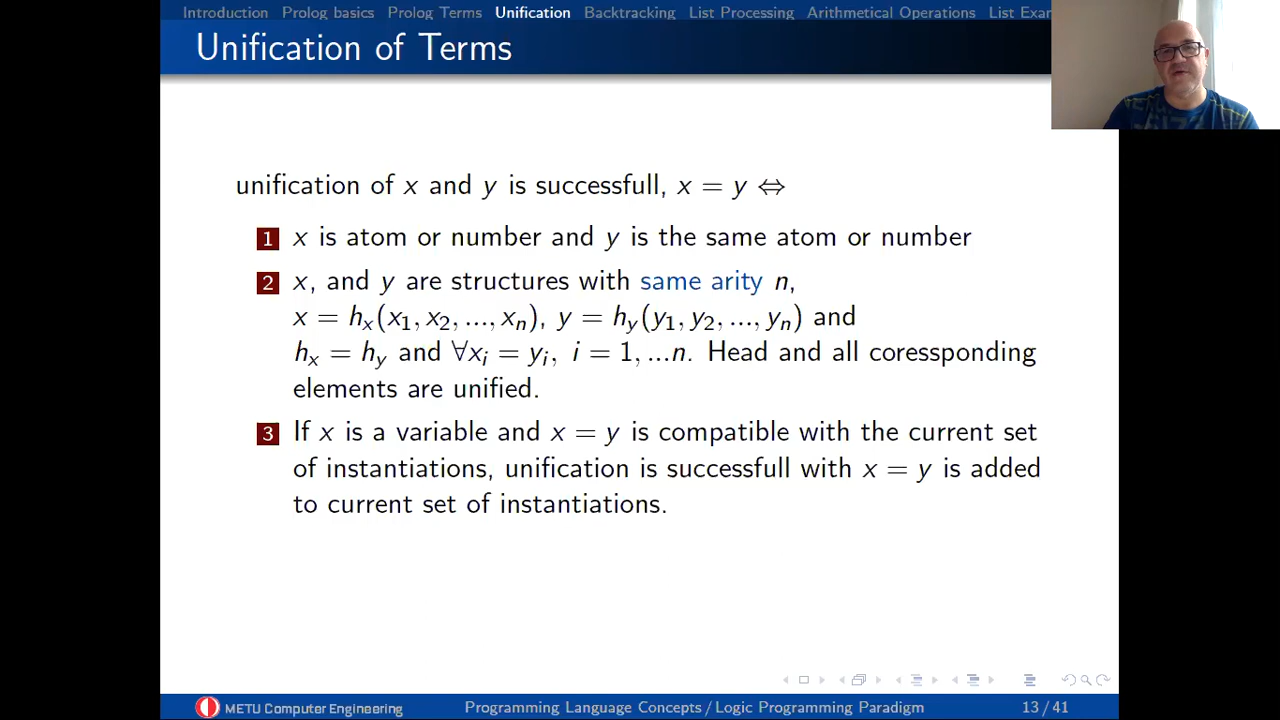 Introduction Prolog basics Prolog Terms Unification Backtracking List Processing Arithmetical Operations List Exar
Unification of Terms
unification of x and y is successfull, x = y ⇔
1 x is atom or number and y is the same atom or number
2 x, and y are structures with same arity n,
x = hₓ(x₁, x₂, ..., xₙ), y = h_y(y₁, y₂, ..., yₙ) and
hₓ = h_y and ∀xᵢ = yᵢ, i = 1, ...n. Head and all coressponding
elements are unified.
3 If x is a variable and x = y is compatible with the current set
of instantiations, unification is successfull with x = y is added
to current set of instantiations.
METU Computer Engineering Programming Language Concepts/Logic Programming Paradigm 13 / 41